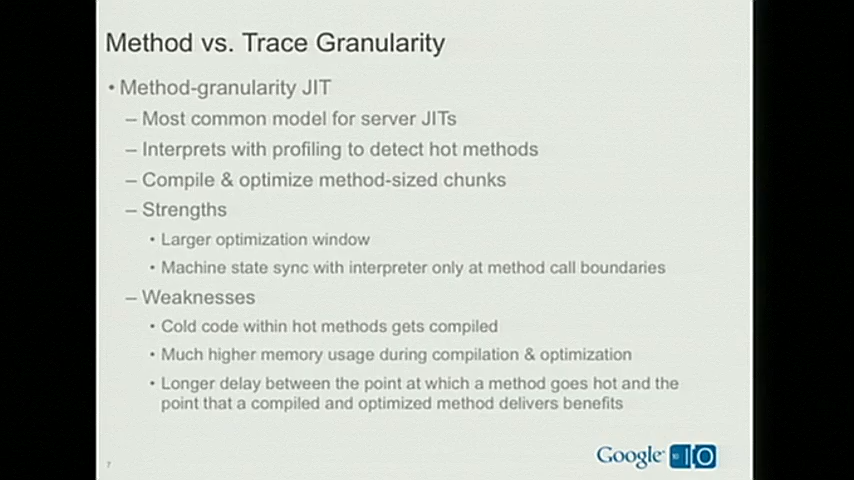 Method vs. Trace Granularity
• Method-granularity JIT
– Most common model for server JITs
– Interprets with profiling to detect hot methods
– Compile & optimize method-sized chunks
– Strengths
• Larger optimization window
• Machine state sync with interpreter only at method call boundaries
– Weaknesses
• Cold code within hot methods gets compiled
• Much higher memory usage during compilation & optimization
• Longer delay between the point at which a method goes hot and the
point that a compiled and optimized method delivers benefits
7
Google 10 IO